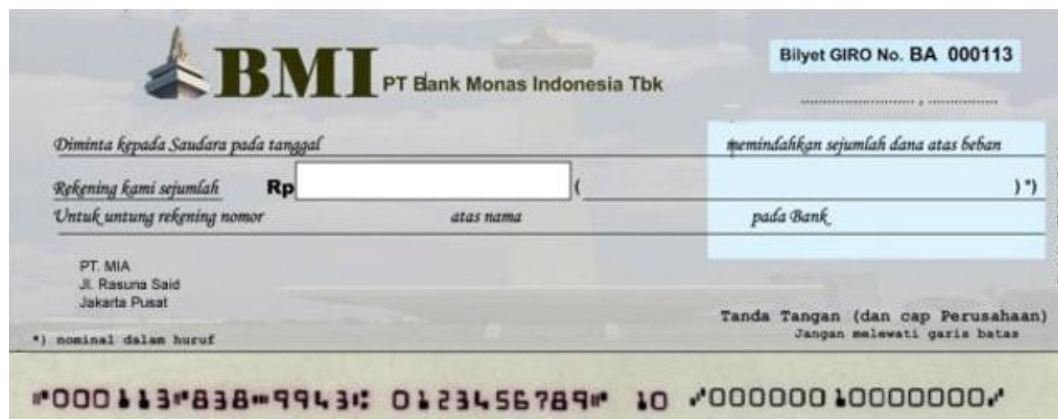 BMI PT Bank Monas Indonesia Tbk
Bilyet GIRO No. BA 000113
Diminta kepada Saudara pada tanggal memindahkan sejumlah dana atas beban
Rekening kami sejumlah Rp ( ) *)
Untuk untung rekening nomor atas nama pada Bank
PT. MIA
Jl. Rasuna Said
Jakarta Pusat
Tanda Tangan (dan cap Perusahaan)
Jangan melewati garis batas
*) nominal dalam huruf
⑈000113⑈838⑉9943⑆ 0123456789⑈ 10 ⑇00000010000000⑇